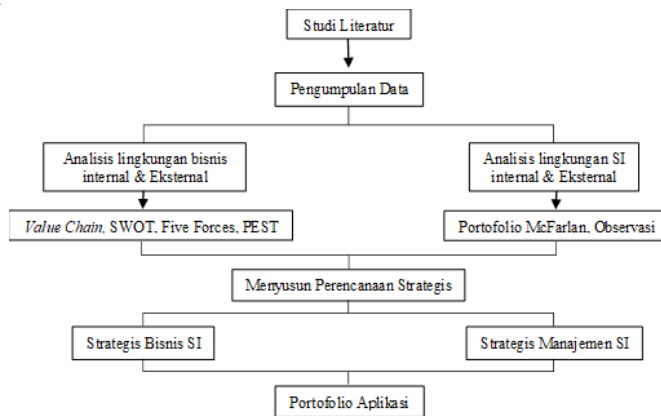 Studi Literatur
Pengumpulan Data
Analisis lingkungan bisnis
internal & Eksternal
Analisis lingkungan SI
internal & Eksternal
Value Chain, SWOT, Five Forces, PEST
Portofolio McFarlan, Observasi
Menyusun Perencanaan Strategis
Strategis Bisnis SI
Strategis Manajemen SI
Portofolio Aplikasi